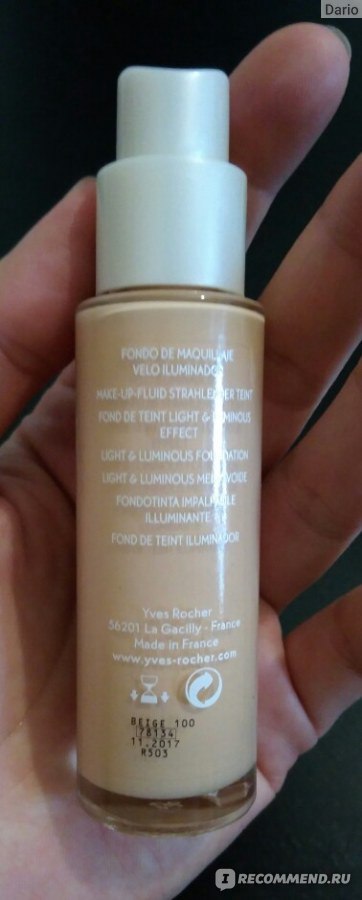 Dario
FONDO DE MAQUILLAJE
VELO ILUMINADOR
MAKE-UP-FLUID STRAHLENDER TEINT
FOND DE TEINT LIGHT & LUMINOUS
EFFECT
LIGHT & LUMINOUS FOUNDATION
LIGHT & LUMINOUS MEIKKIVOIDE
FONDOTINTA IMPALPABILE
ILLUMINANTE
FOND DE TEINT ILUMINADOR
Yves Rocher
56201 La Gacilly - France
Made in France
www.yves-rocher.com
BEIGE 100
78134
11.2017
R503
I RECOMMEND.RU